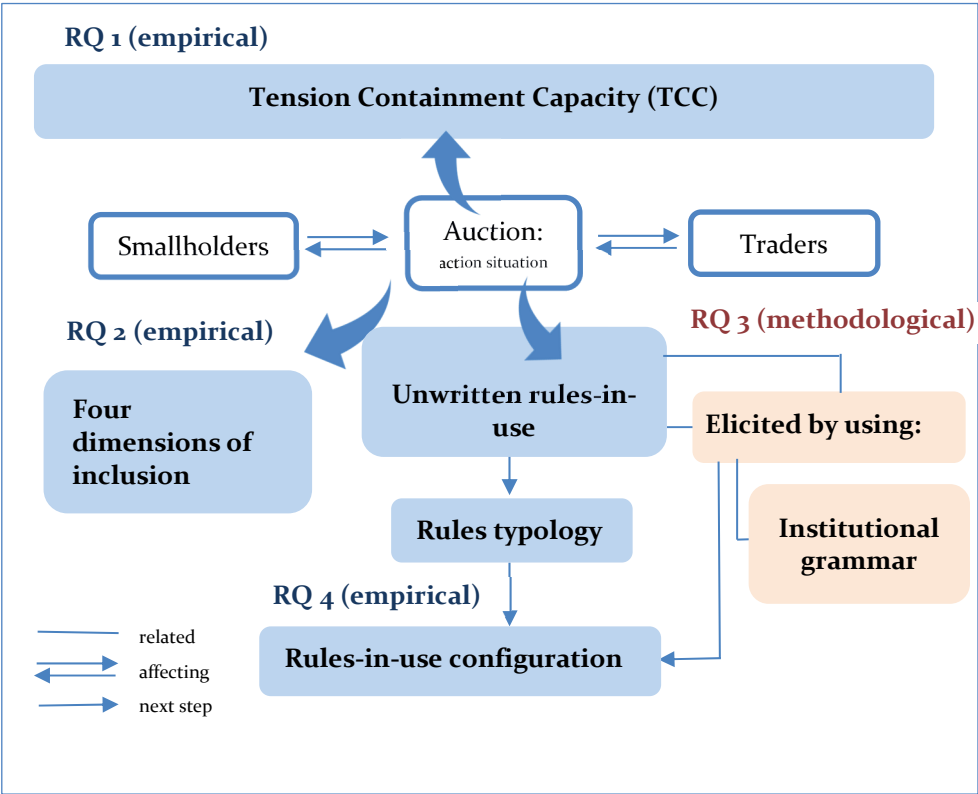 RQ 1 (empirical)
Tension Containment Capacity (TCC)
Smallholders
Auction:
action situation
Traders
RQ 2 (empirical)
RQ 3 (methodological)
Four
dimensions of
inclusion
Unwritten rules-in-
use
Elicited by using:
Rules typology
Institutional
grammar
RQ 4 (empirical)
Rules-in-use configuration
related
affecting
next step